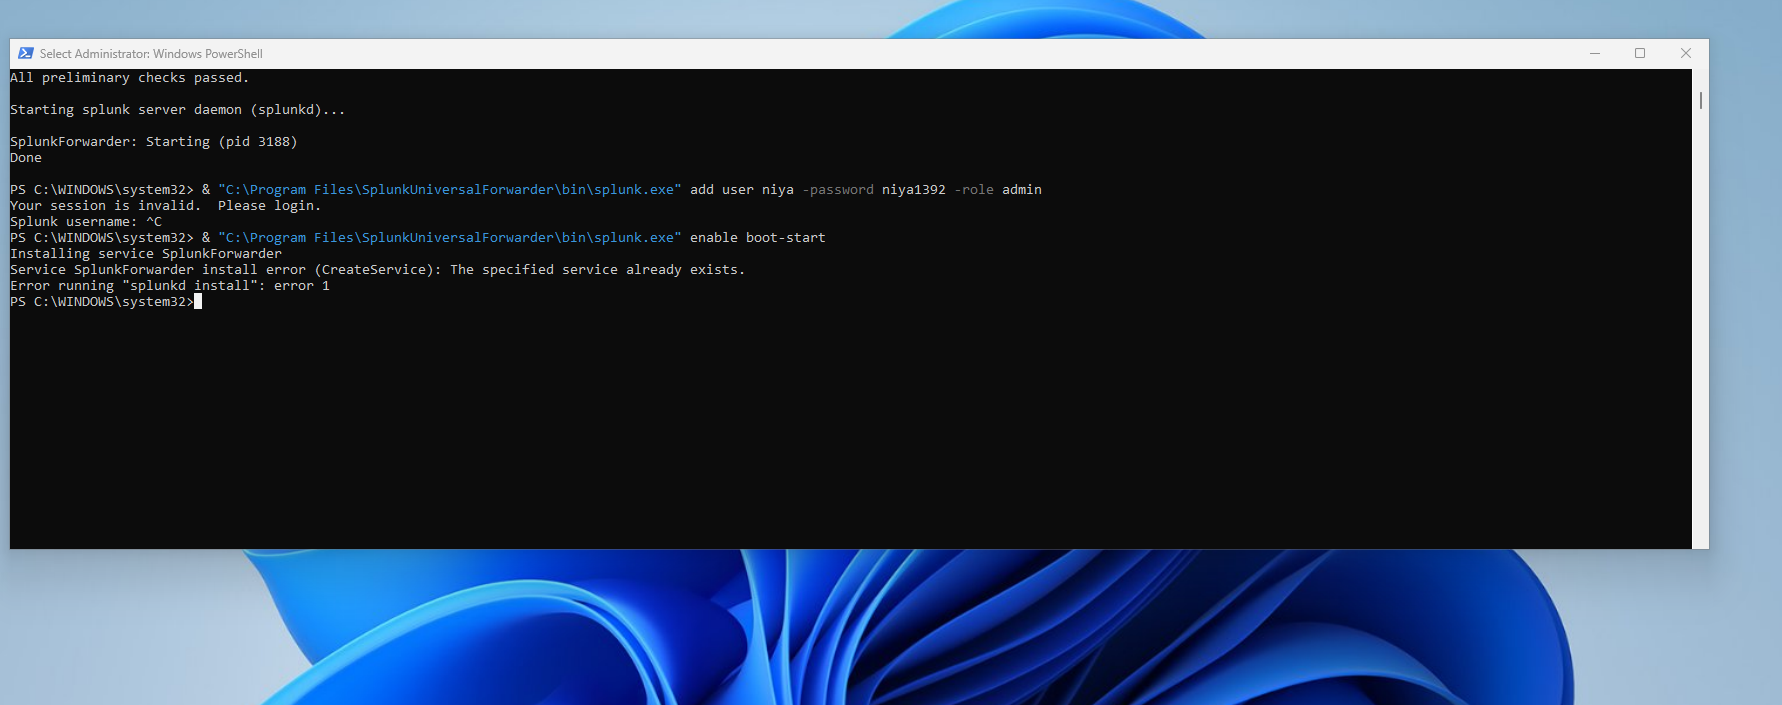 Select Administrator: Windows PowerShell
All preliminary checks passed.
Starting splunk server daemon (splunkd)...
SplunkForwarder: Starting (pid 3188)
Done
PS C:\WINDOWS\system32> & "C:\Program Files\SplunkUniversalForwarder\bin\splunk.exe" add user niya -password niya1392 -role admin
Your session is invalid.  Please login.
Splunk username: ^C
PS C:\WINDOWS\system32> & "C:\Program Files\SplunkUniversalForwarder\bin\splunk.exe" enable boot-start
Installing service SplunkForwarder
Service SplunkForwarder install error (CreateService): The specified service already exists.
Error running "splunkd install": error 1
PS C:\WINDOWS\system32>